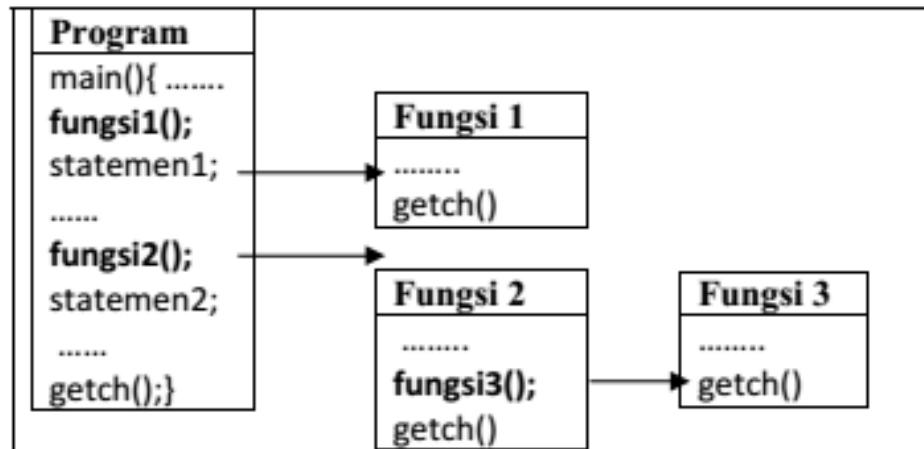 Program
main(){ .......
fungsi1();
statemen1;
......
fungsi2();
statemen2;
......
getch();}
Fungsi 1
........
getch()
Fungsi 2
........
fungsi3();
getch()
Fungsi 3
........
getch()